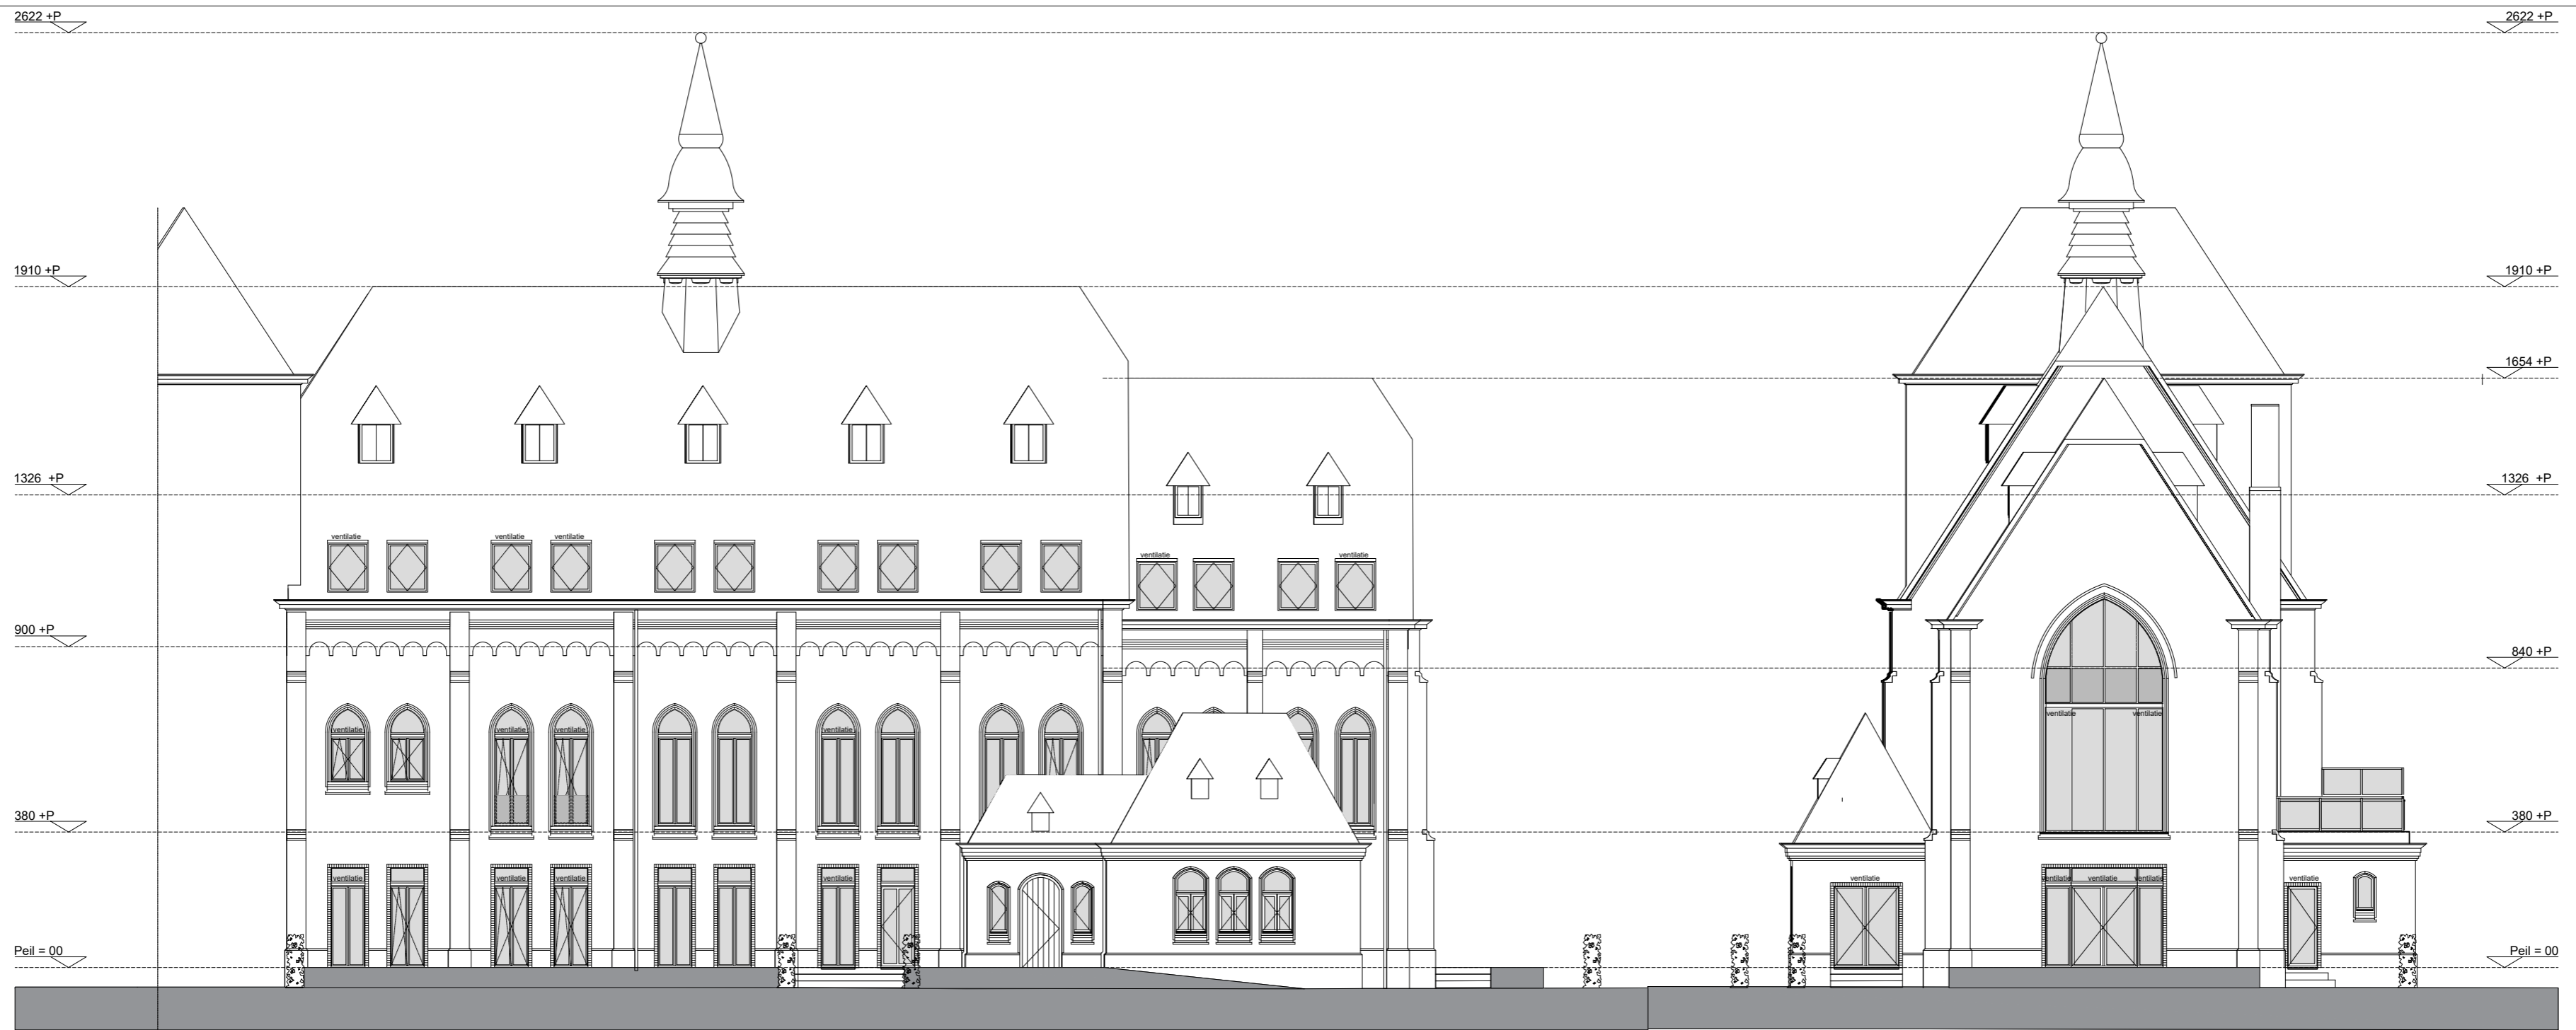 2622 +P
2622 +P
1910 +P
1910 +P
1654 +P
1326 +P
1326 +P
ventilatie
ventilatie
ventilatie
ventilatie
ventilatie
900 +P
840 +P
ventilatie
ventilatie
ventilatie
ventilatie
ventilatie
ventilatie
380 +P
380 +P
ventilatie
ventilatie
ventilatie
ventilatie
ventilatie
ventilatie
ventilatie
ventilatie
ventilatie
Peil = 00
Peil = 00